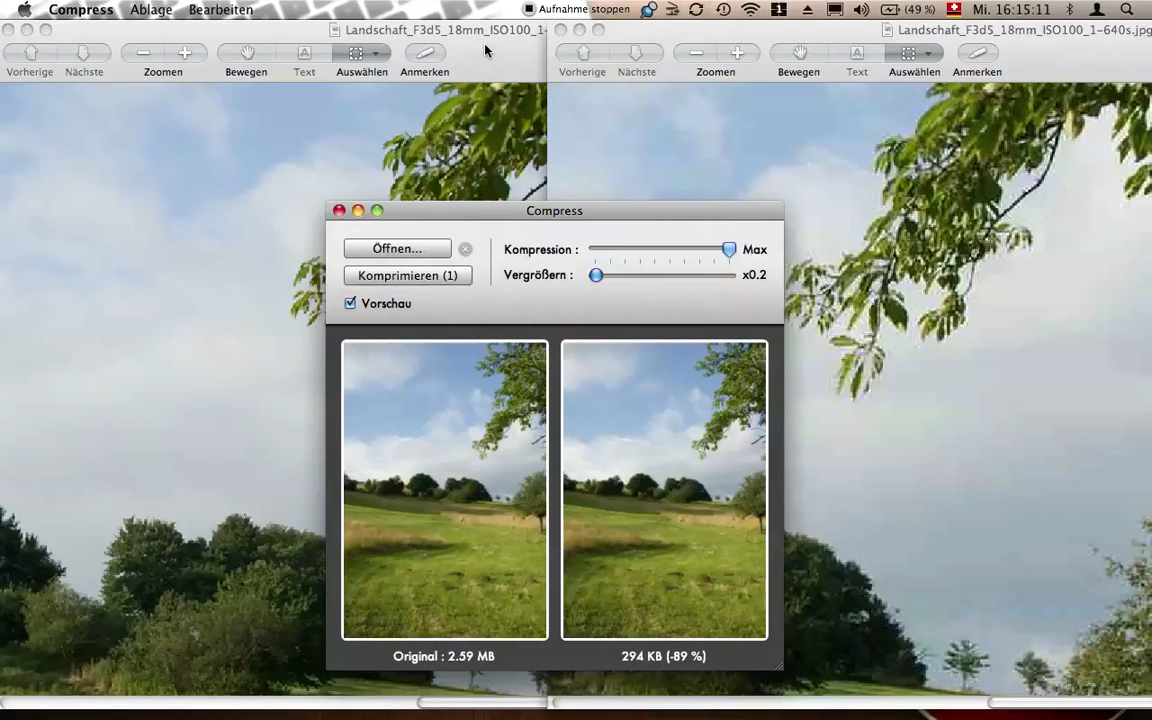 Compress Ablage Bearbeiten Aufnahme stoppen 1 (49 %) Mi. 16:15:11
Landschaft_F3d5_18mm_ISO100_1- Landschaft_F3d5_18mm_ISO100_1-640s.jpg
Vorherige Nächste Zoomen Bewegen Text Auswählen Anmerken
Vorherige Nächste Zoomen Bewegen Text Auswählen Anmerken
Compress
Öffnen... Kompression : Max
Komprimieren (1) Vergrößern : x0.2
Vorschau
Original : 2.59 MB 294 KB (-89 %)